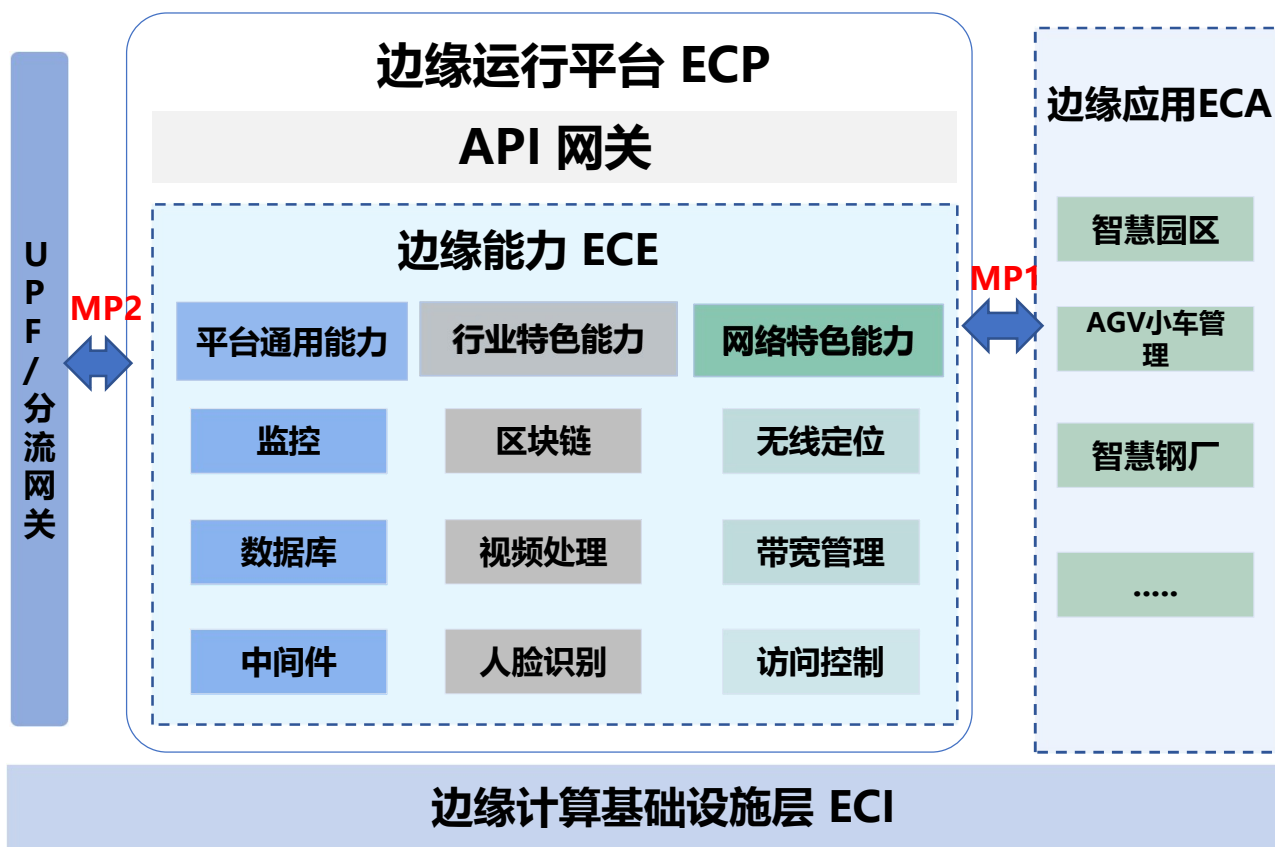 边缘运行平台 ECP
API 网关
边缘能力 ECE
平台通用能力
行业特色能力
网络特色能力
监控
区块链
无线定位
数据库
视频处理
带宽管理
中间件
人脸识别
访问控制
UPF/分流网关
MP2
MP1
边缘应用ECA
智慧园区
AGV小车管
理
智慧钢厂
.....
边缘计算基础设施层 ECI